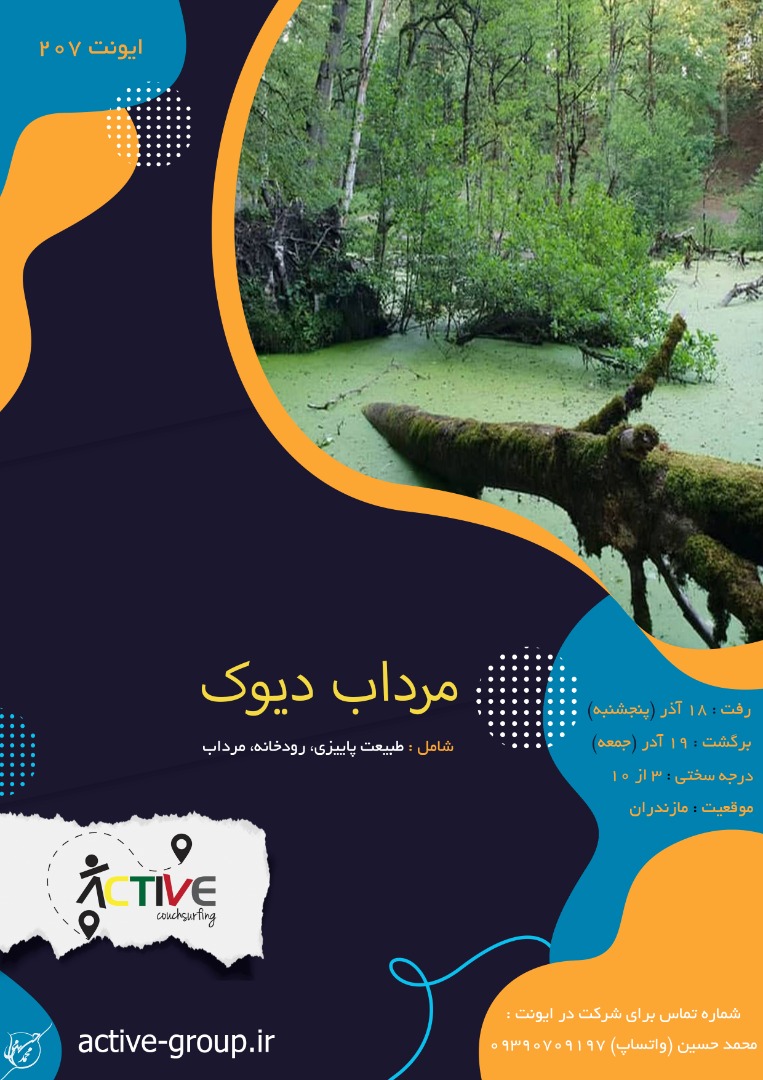 ایونت ۲۰۷
مرداب دیوک
شامل : طبیعت پاییزی، رودخانه، مرداب
رفت : ۱۸ آذر (پنجشنبه)
برگشت : ۱۹ آذر (جمعه)
درجه سختی : ۳ از ۱۰
موقعیت : مازندران
ACTIVE
couchsurfing
active-group.ir
شماره تماس برای شرکت در ایونت :
محمد حسین (واتساپ) ۰۹۳۹۰۷۰۹۱۹۷